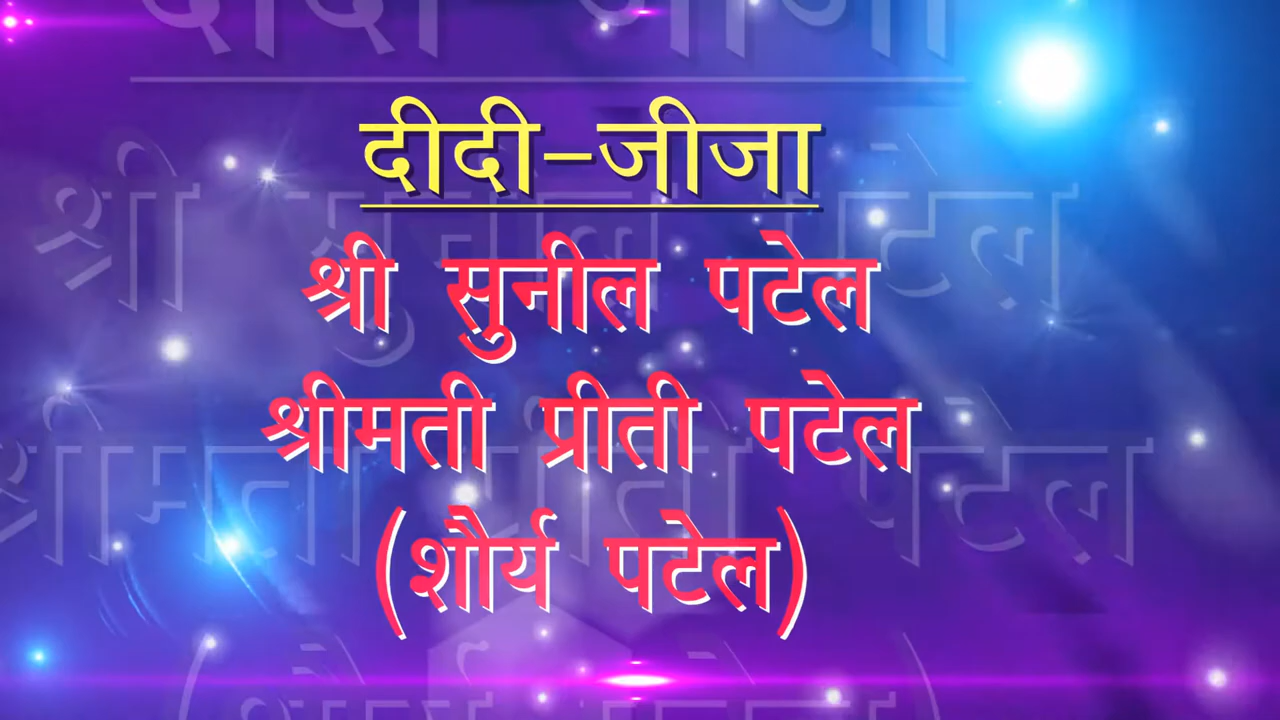 दीदी-जीजा
श्री सुनील पटेल
श्रीमती प्रीती पटेल
(शौर्य पटेल)